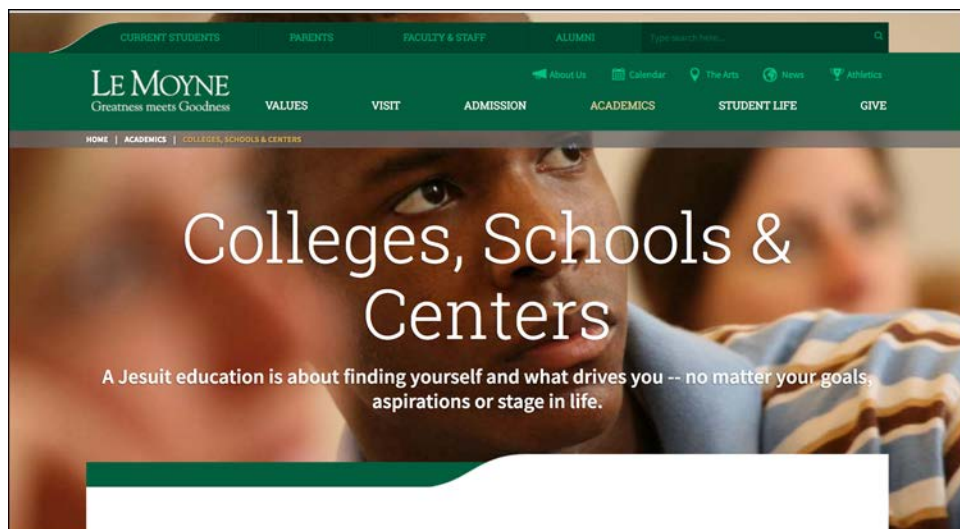 CURRENT STUDENTS PARENTS FACULTY & STAFF ALUMNI Type search here...
About Us Calendar The Arts News Athletics
LE MOYNE
Greatness meets Goodness
VALUES VISIT ADMISSION ACADEMICS STUDENT LIFE GIVE
HOME | ACADEMICS | COLLEGES, SCHOOLS & CENTERS
Colleges, Schools &
Centers
A Jesuit education is about finding yourself and what drives you -- no matter your goals,
aspirations or stage in life.